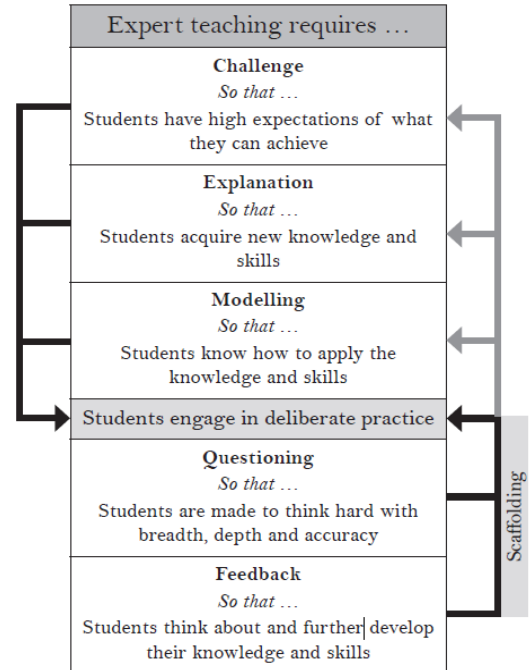 Expert teaching requires …
Challenge
So that …
Students have high expectations of what
they can achieve
Explanation
So that …
Students acquire new knowledge and
skills
Modelling
So that …
Students know how to apply the
knowledge and skills
Students engage in deliberate practice
Questioning
So that …
Students are made to think hard with
breadth, depth and accuracy
Feedback
So that …
Students think about and further develop
their knowledge and skills
Scaffolding